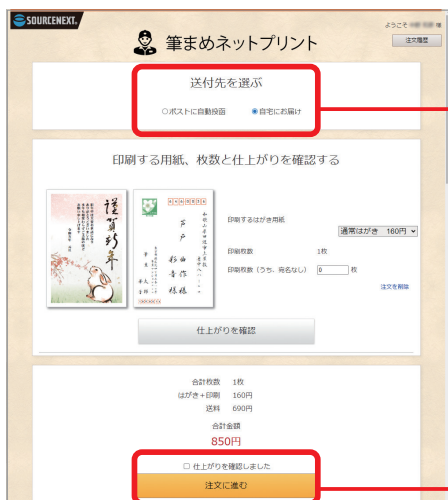 SOURCENEXT.
ようこそ 様
筆まめネットプリント
注文履歴
送付先を選ぶ
○ポストに自動投函 ●自宅にお届け
印刷する用紙、枚数と仕上がりを確認する
謹賀新年
印刷するはがき用紙
通常はがき 160円
印刷枚数 1枚
印刷枚数(うち、宛名なし) 0 枚
注文を削除
仕上がりを確認
合計枚数 1枚
はがき+印刷 160円
送料 690円
合計金額
850円
□ 仕上がりを確認しました
注文に進む